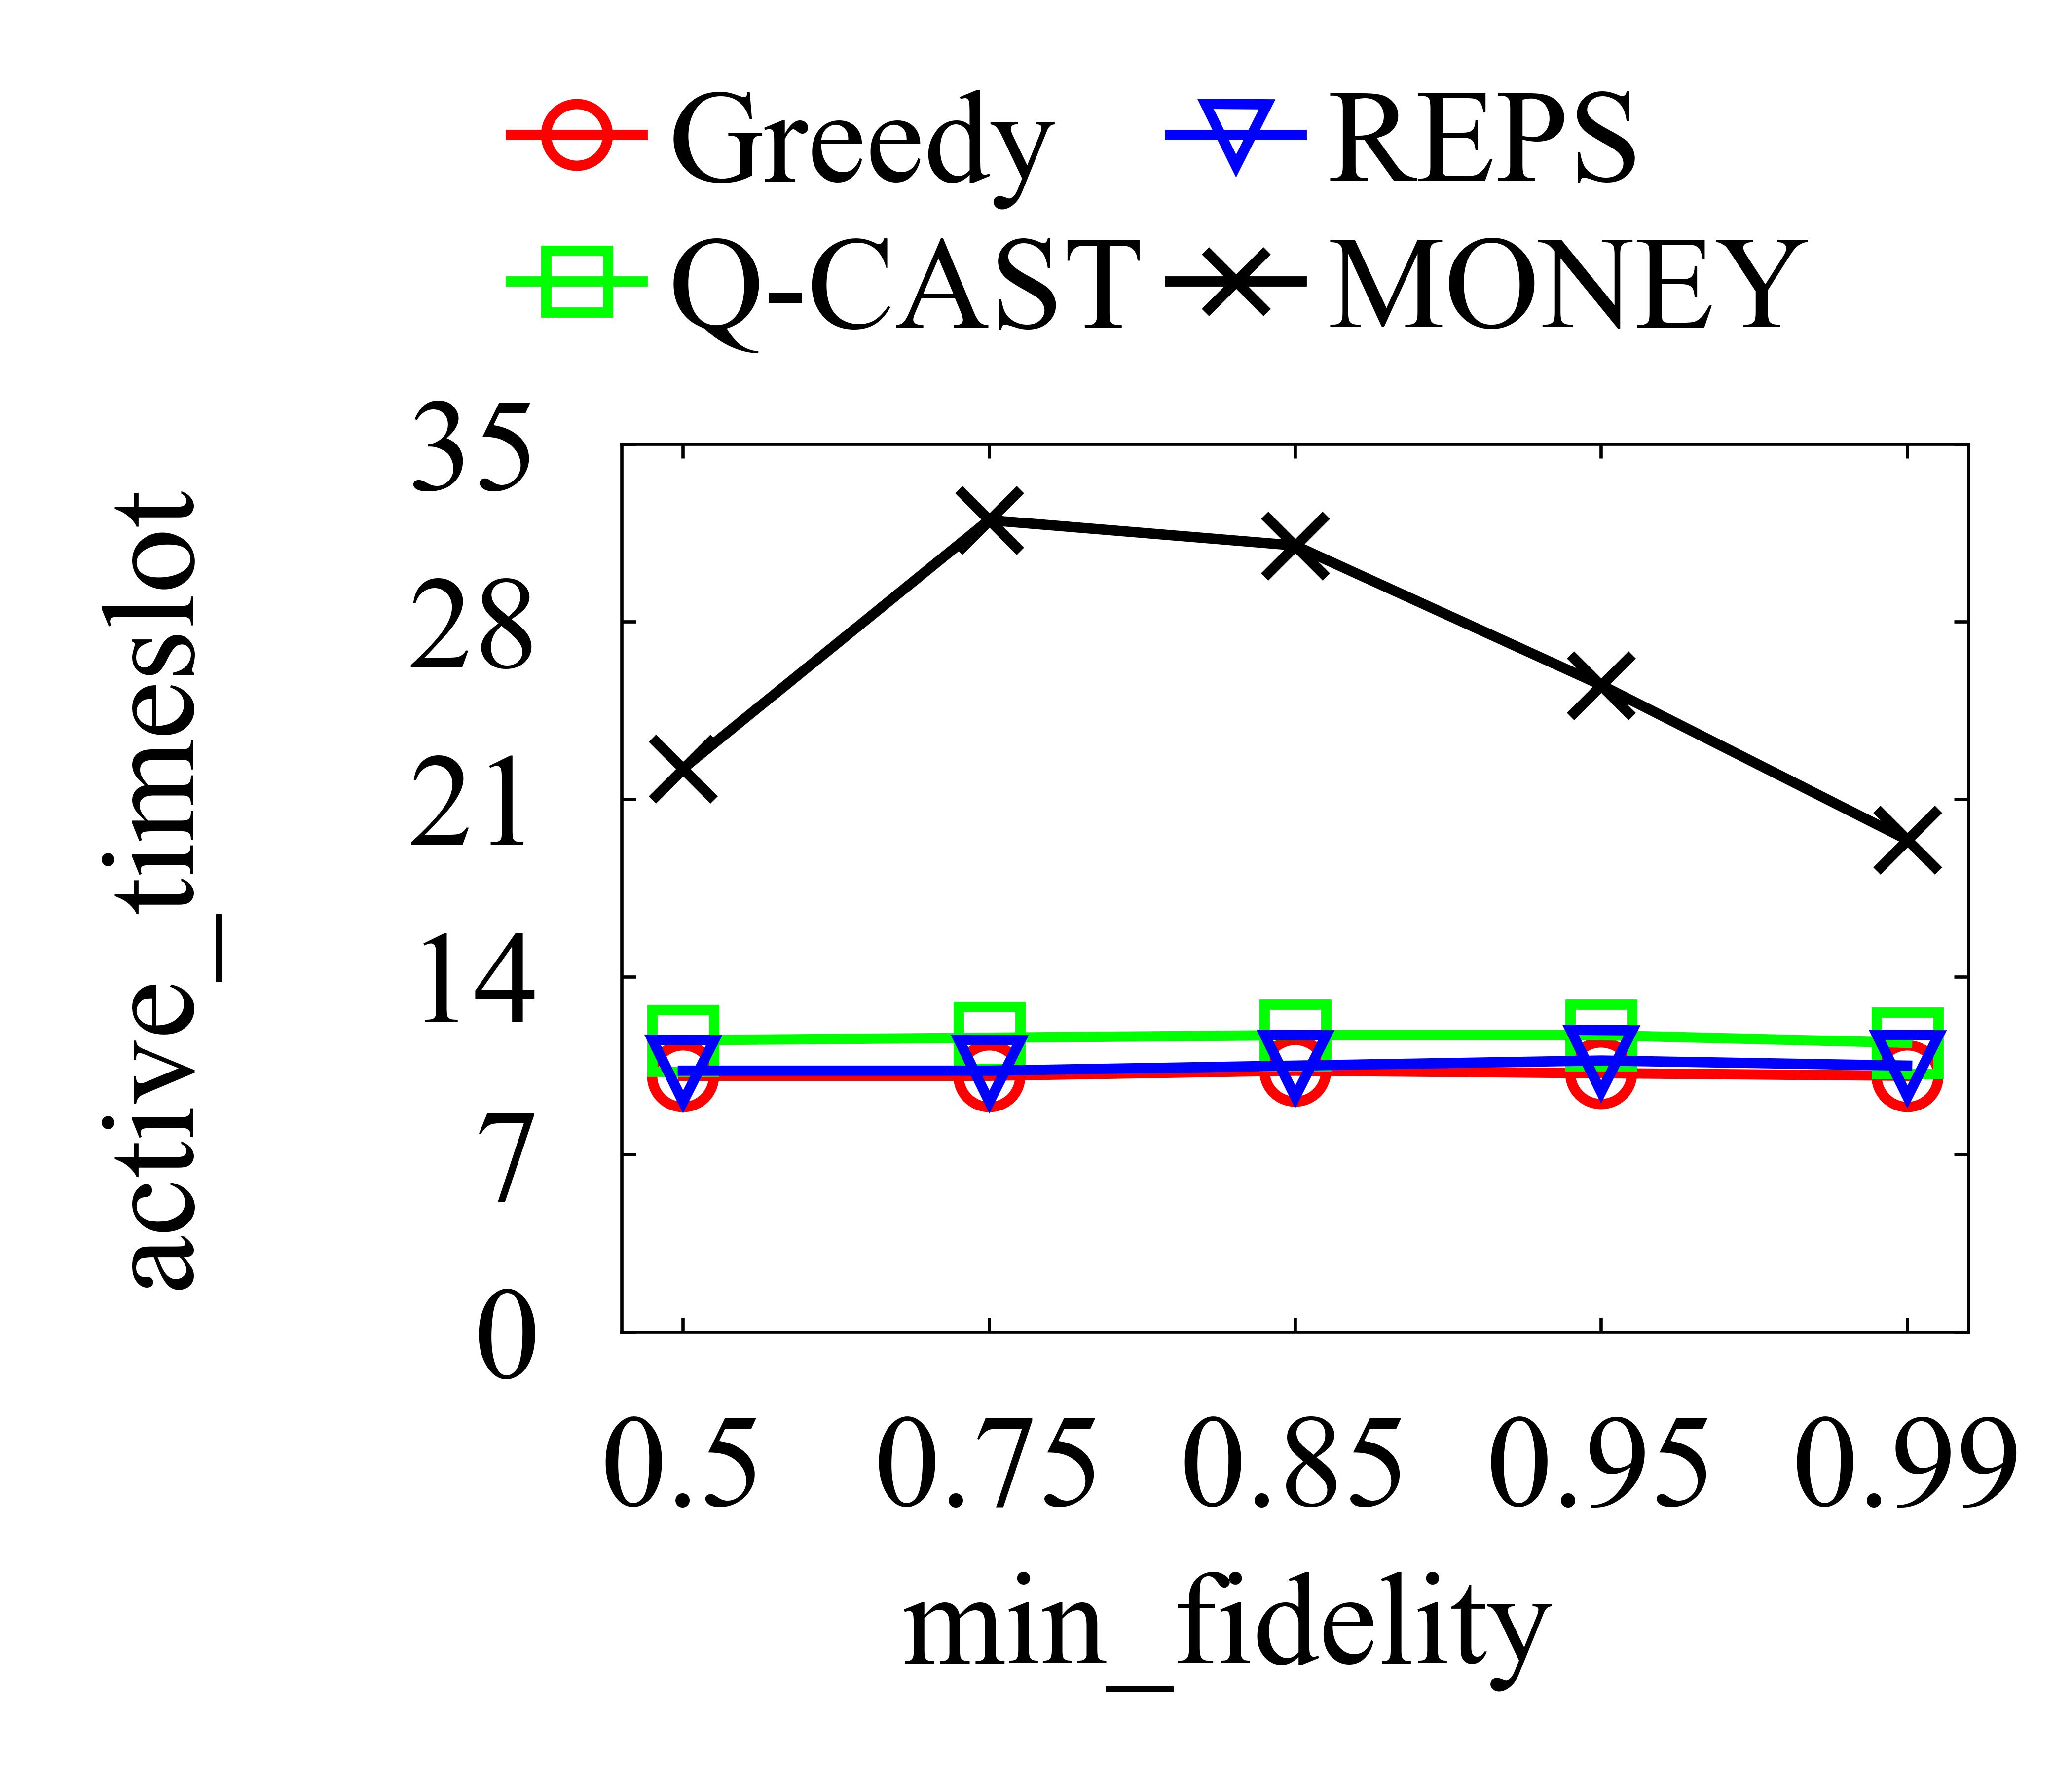 Greedy REPS
Q-CAST MONEY
35
28
21
14
7
0
active_timeslot
0.5 0.75 0.85 0.95 0.99
min_fidelity